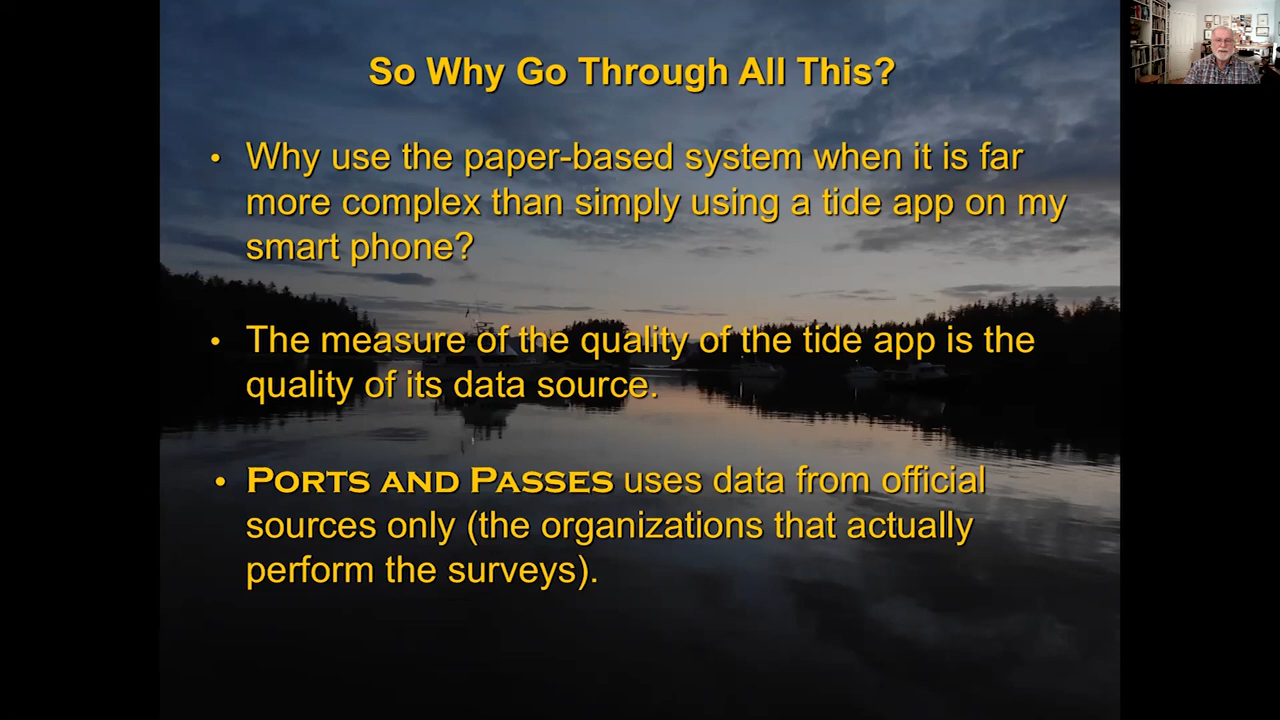 So Why Go Through All This?
• Why use the paper-based system when it is far
more complex than simply using a tide app on my
smart phone?
• The measure of the quality of the tide app is the
quality of its data source.
• PORTS AND PASSES uses data from official
sources only (the organizations that actually
perform the surveys).